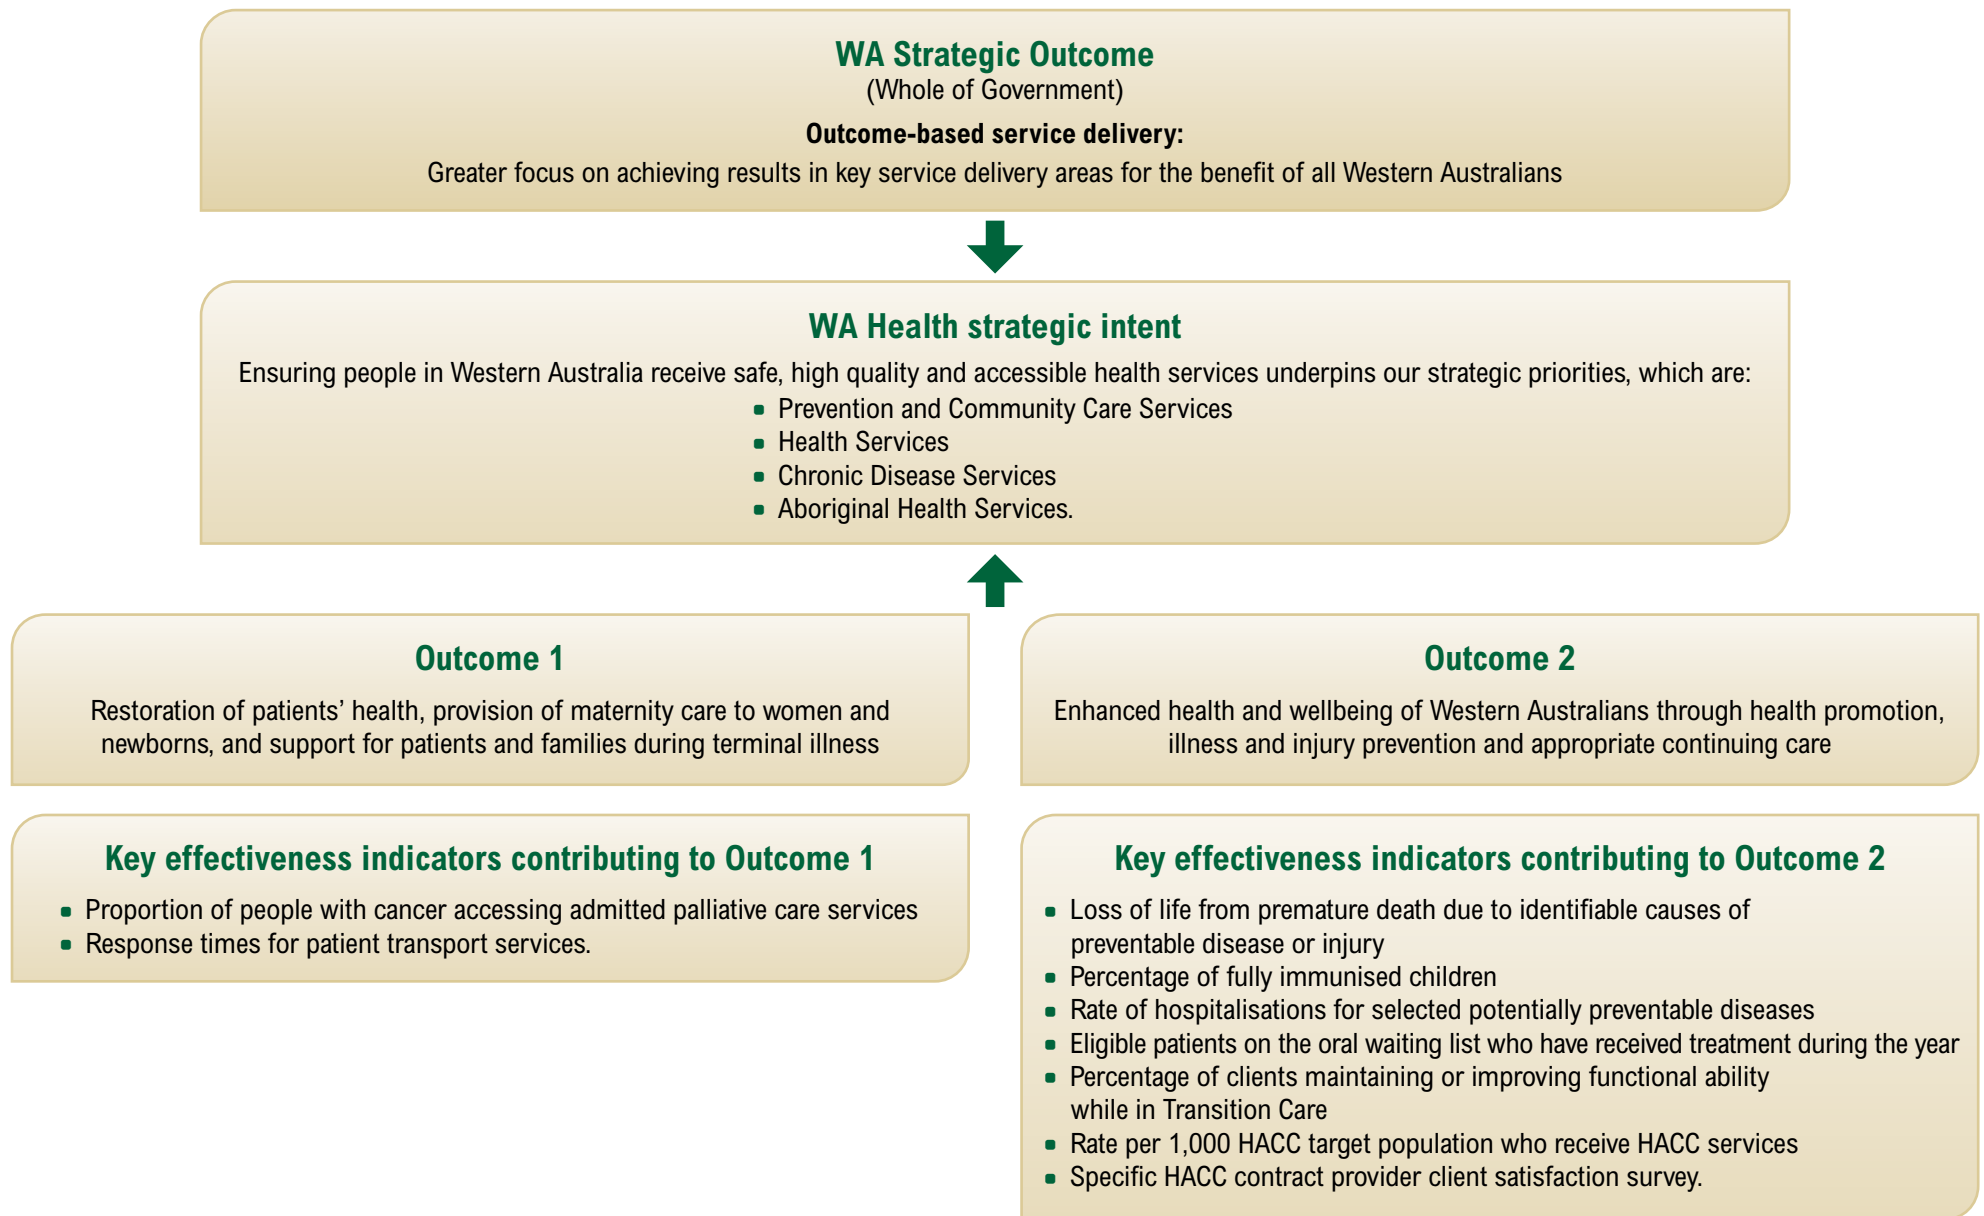 WA Strategic Outcome
(Whole of Government)
Outcome-based service delivery:
Greater focus on achieving results in key service delivery areas for the benefit of all Western Australians
WA Health strategic intent
Ensuring people in Western Australia receive safe, high quality and accessible health services underpins our strategic priorities, which are:
Prevention and Community Care Services
Health Services
Chronic Disease Services
Aboriginal Health Services.
Outcome 1
Restoration of patients’ health, provision of maternity care to women and
newborns, and support for patients and families during terminal illness
Outcome 2
Enhanced health and wellbeing of Western Australians through health promotion,
illness and injury prevention and appropriate continuing care
Key effectiveness indicators contributing to Outcome 1
Proportion of people with cancer accessing admitted palliative care services
Response times for patient transport services.
Key effectiveness indicators contributing to Outcome 2
Loss of life from premature death due to identifiable causes of
preventable disease or injury
Percentage of fully immunised children
Rate of hospitalisations for selected potentially preventable diseases
Eligible patients on the oral waiting list who have received treatment during the year
Percentage of clients maintaining or improving functional ability
while in Transition Care
Rate per 1,000 HACC target population who receive HACC services
Specific HACC contract provider client satisfaction survey.